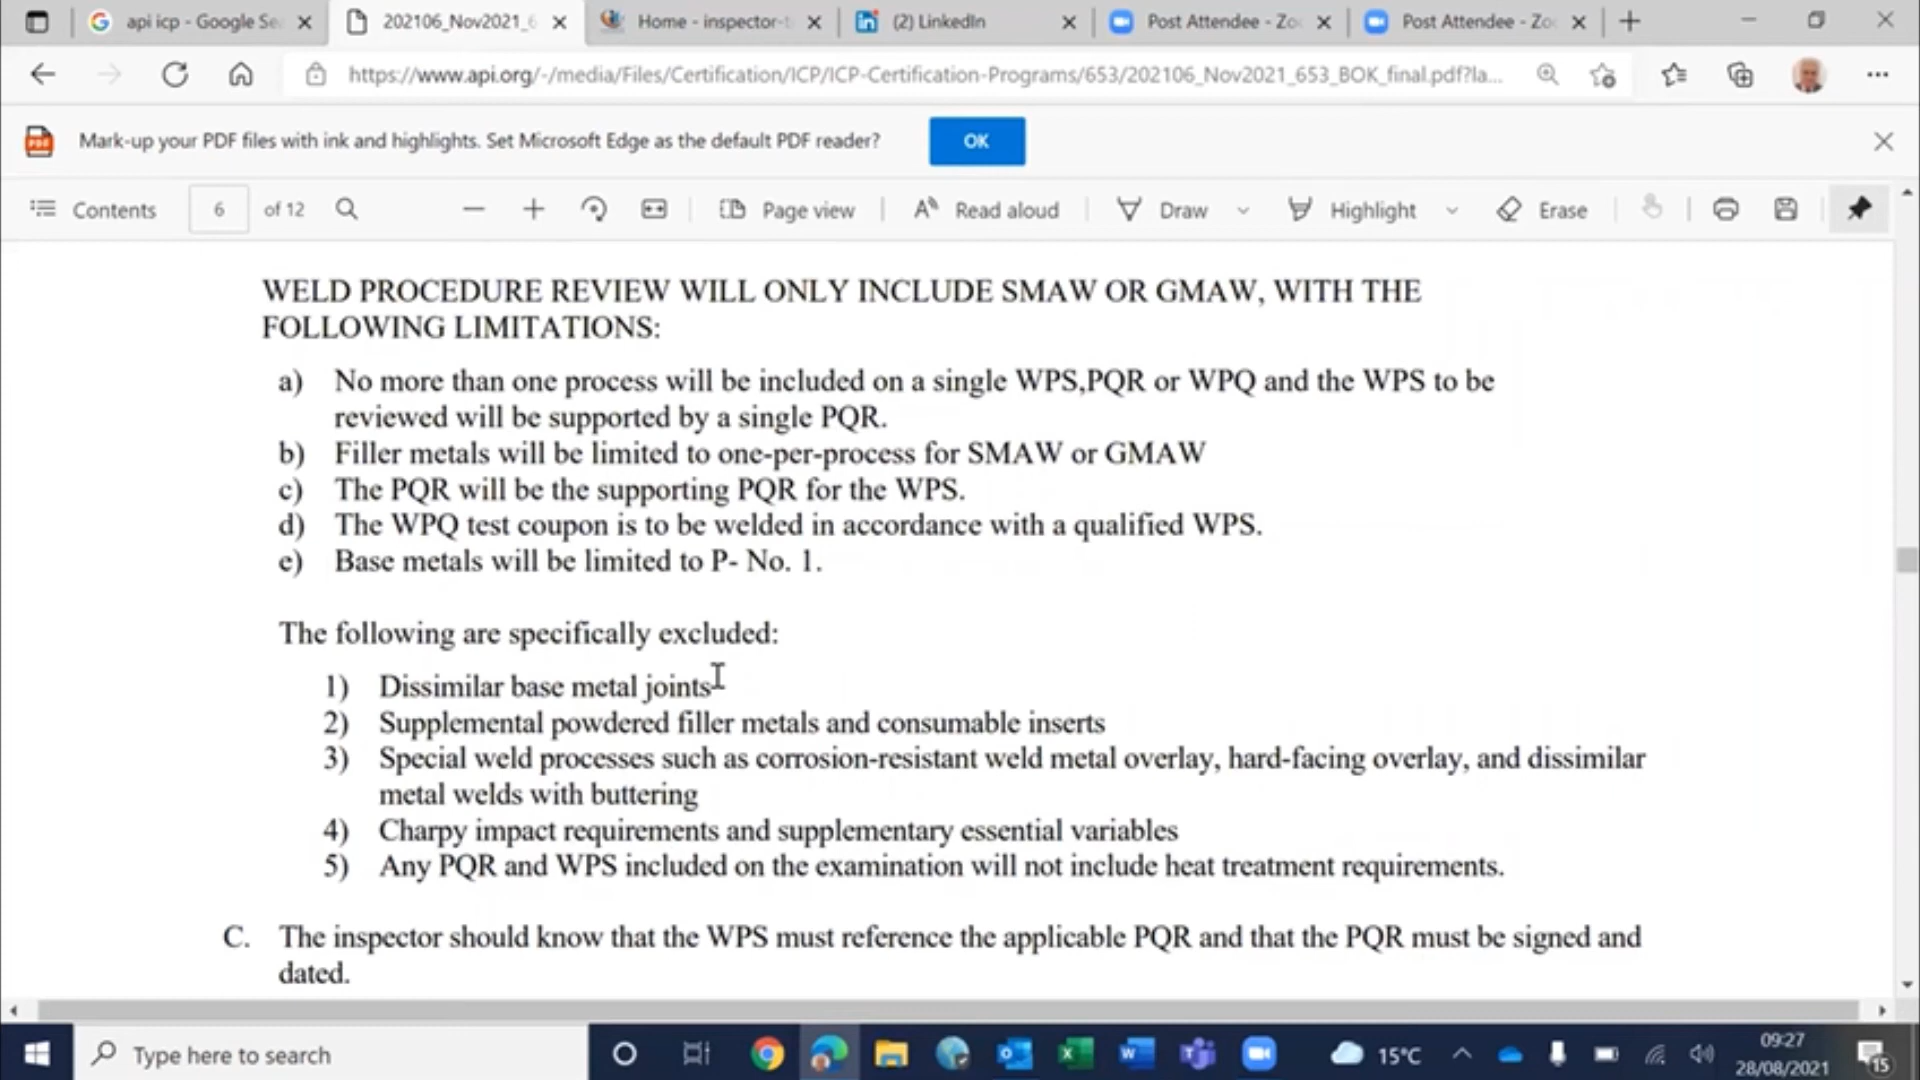 api icp - Google Se
202106_Nov2021_6
Home - inspector-t
(2) LinkedIn
Post Attendee - Zo
Post Attendee - Zo
https://www.api.org/-/media/Files/Certification/ICP/ICP-Certification-Programs/653/202106_Nov2021_653_BOK_final.pdf?la...
PDF
Mark-up your PDF files with ink and highlights. Set Microsoft Edge as the default PDF reader?
OK
Contents
6
of 12
Page view
Read aloud
Draw
Highlight
Erase
WELD PROCEDURE REVIEW WILL ONLY INCLUDE SMAW OR GMAW, WITH THE
FOLLOWING LIMITATIONS:
a) No more than one process will be included on a single WPS,PQR or WPQ and the WPS to be
reviewed will be supported by a single PQR.
b) Filler metals will be limited to one-per-process for SMAW or GMAW
c) The PQR will be the supporting PQR for the WPS.
d) The WPQ test coupon is to be welded in accordance with a qualified WPS.
e) Base metals will be limited to P- No. 1.
The following are specifically excluded:
1) Dissimilar base metal joints
2) Supplemental powdered filler metals and consumable inserts
3) Special weld processes such as corrosion-resistant weld metal overlay, hard-facing overlay, and dissimilar
metal welds with buttering
4) Charpy impact requirements and supplementary essential variables
5) Any PQR and WPS included on the examination will not include heat treatment requirements.
C. The inspector should know that the WPS must reference the applicable PQR and that the PQR must be signed and
dated.
Type here to search
15°C
09:27
28/08/2021
15